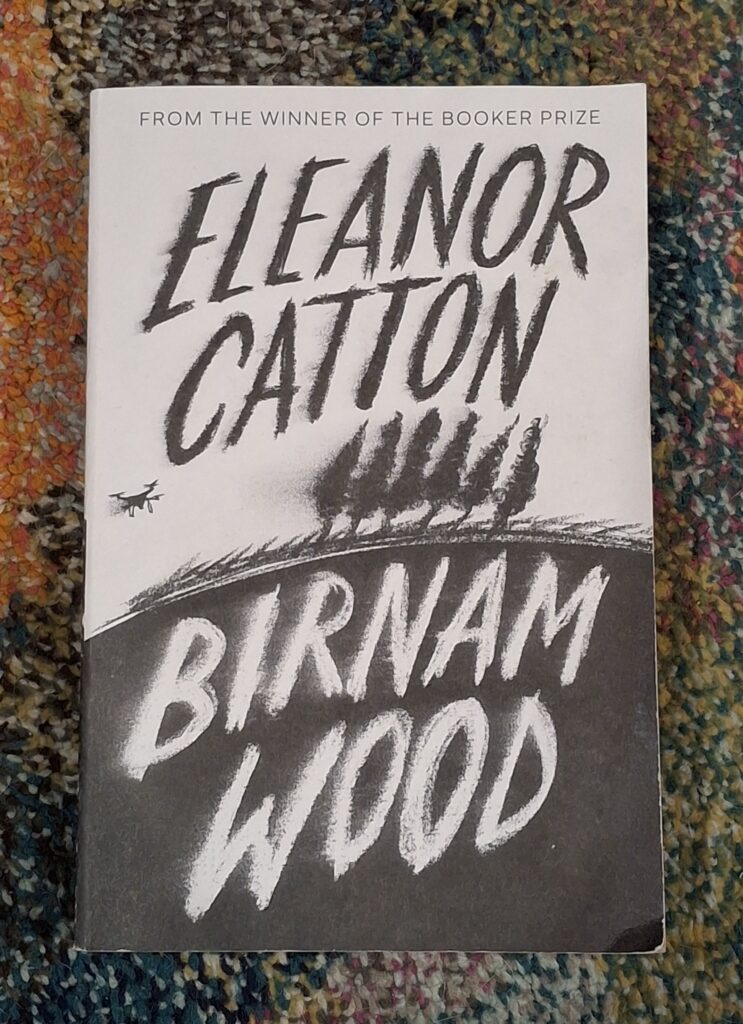 FROM THE WINNER OF THE BOOKER PRIZE
ELEANOR
CATTON
BIRNAM
WOOD